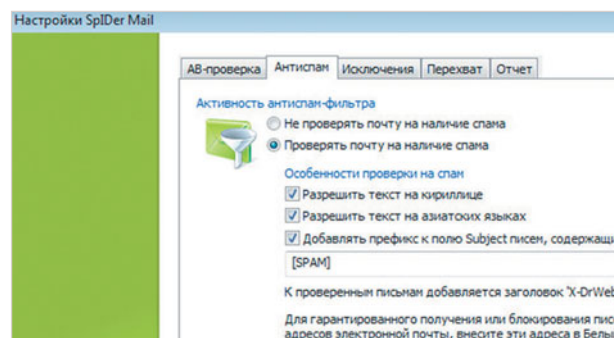 Настройки SpIDer Mail
АВ-проверка Антиспам Исключения Перехват Отчет
Активность антиспам-фильтра
Не проверять почту на наличие спама
Проверять почту на наличие спама
Особенности проверки на спам
Разрешить текст на кириллице
Разрешить текст на азиатских языках
Добавлять префикс к полю Subject писем, содержащи
[SPAM]
К проверенным письмам добавляется заголовок 'X-DrWeb
Для гарантированного получения или блокирования пис
адресов электронной почты, внесите эти адреса в Белы